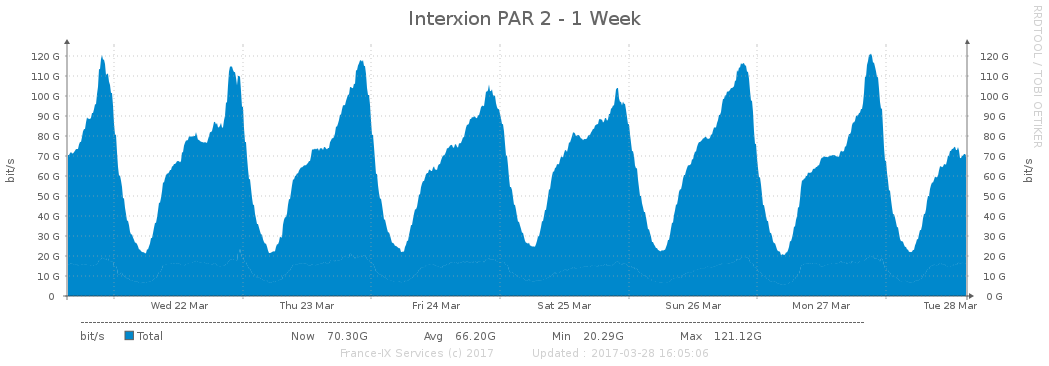 Interxion PAR 2 - 1 Week
RRDTOOL / TOBI OETIKER
120 G 120 G
110 G 110 G
100 G 100 G
90 G 90 G
80 G 80 G
70 G 70 G
60 G 60 G
50 G 50 G
40 G 40 G
30 G 30 G
20 G 20 G
10 G 10 G
0 0 G
bit/s
bit/s
Wed 22 Mar Thu 23 Mar Fri 24 Mar Sat 25 Mar Sun 26 Mar Mon 27 Mar Tue 28 Mar
bit/s Total Now 70.30G Avg 66.20G Min 20.29G Max 121.12G
France-IX Services (c) 2017 Updated : 2017-03-28 16:05:06